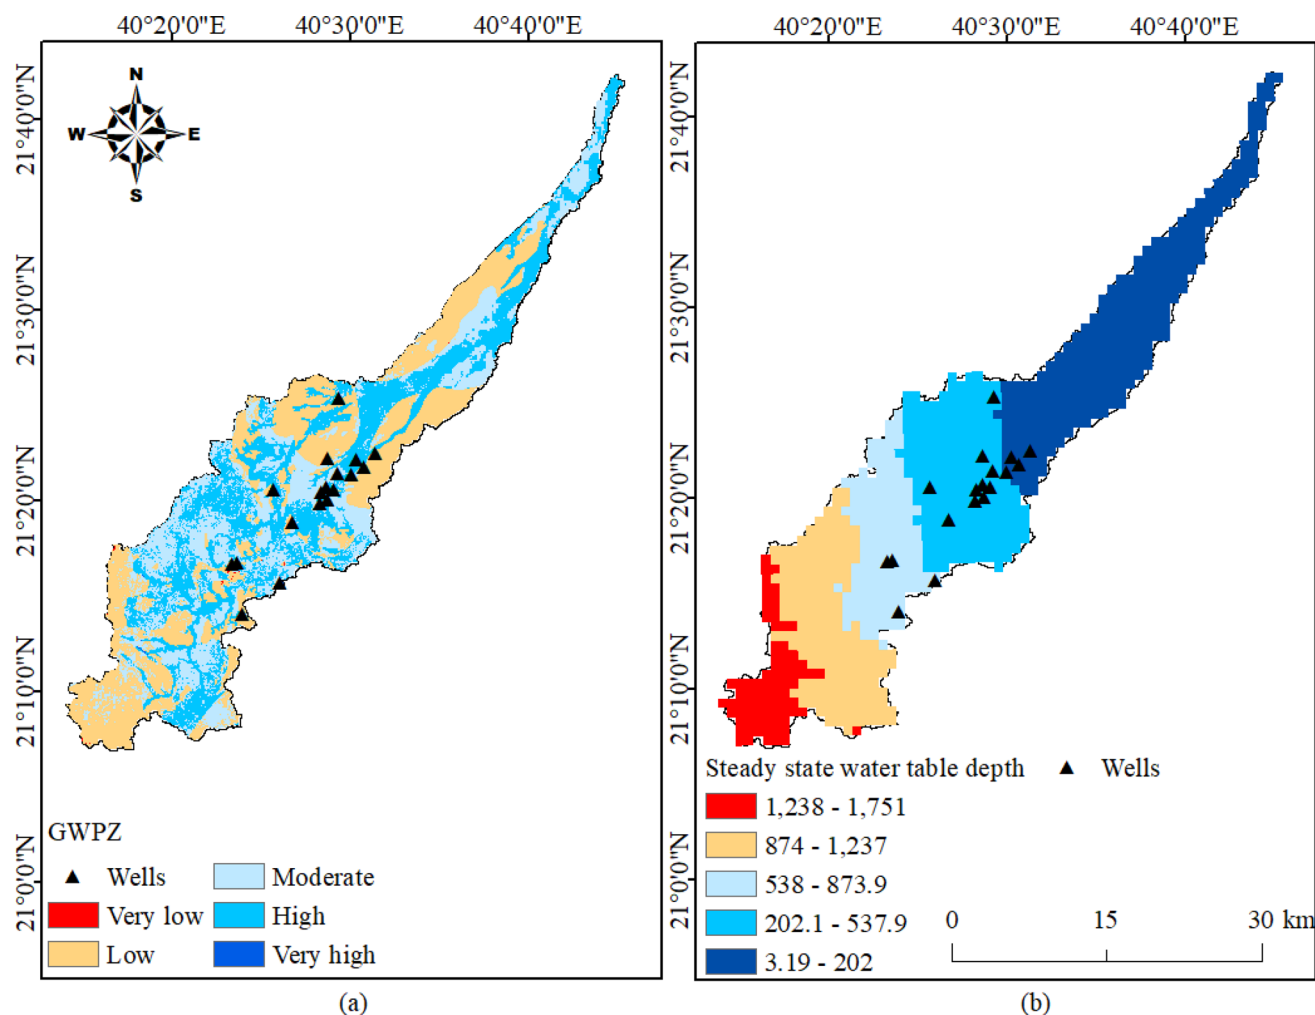 40°20'0"E 40°30'0"E 40°40'0"E
40°20'0"E 40°30'0"E 40°40'0"E
21°40'0"N
21°30'0"N
21°20'0"N
21°10'0"N
21°0'0"N
N
W E
S
GWPZ
Wells
Very low
Low
Moderate
High
Very high
(a)
21°40'0"N
21°30'0"N
21°20'0"N
21°10'0"N
21°0'0"N
Steady state water table depth Wells
1,238 - 1,751
874 - 1,237
538 - 873.9
202.1 - 537.9
3.19 - 202
0 15 30 km
(b)